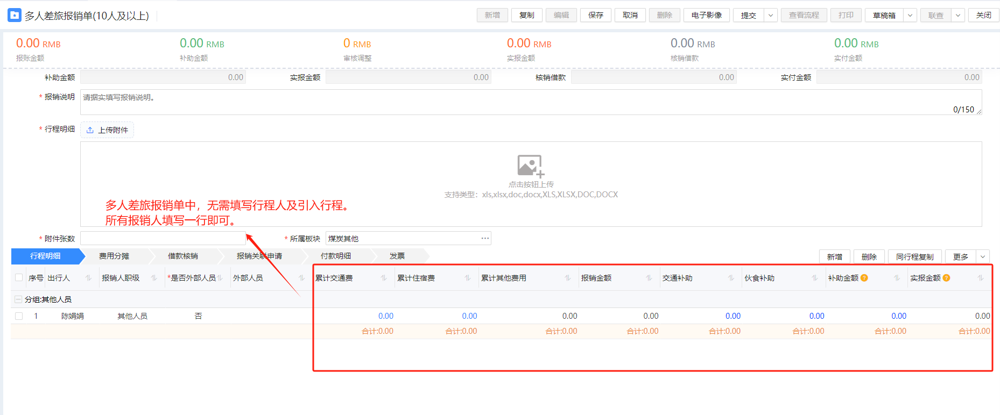 多人差旅报销单(10人及以上)
新增 复制 编辑 保存 取消 删除 电子影像 提交 查看流程 打印 草稿箱 联查 关闭
0.00 RMB 0.00 RMB 0 RMB 0.00 RMB 0.00 RMB 0.00 RMB
报账金额 补助金额 审核调整 实报金额 核销借款 实付金额
补助金额 0.00 实报金额 0.00 核销借款 0.00 实付金额 0.00
* 报销说明 请据实填写报销说明。
0/150
* 行程明细 上传附件
点击按钮上传
支持类型：xls,xlsx,doc,docx,XLS,XLSX,DOC,DOCX
多人差旅报销单中，无需填写行程人及引入行程。
所有报销人填写一行即可。
* 附件张数 * 所属板块 煤炭其他 ...
行程明细 费用分摊 借款核销 报销关联申请 付款明细 发票 新增 删除 同行程复制 更多
序号 出行人 报销人职级 *是否外部人员 外部人员 累计交通费 累计住宿费 累计其他费用 报销金额 交通补助 伙食补助 补助金额 ? 实报金额 ?
分组:其他人员
1 陈娟娟 其他人员 否 0.00 0.00 0.00 0.00 0.00 0.00 0.00 0.00
合计:0.00 合计:0.00 合计:0.00 合计:0.00 合计:0.00 合计:0.00 合计:0.00 合计:0.00